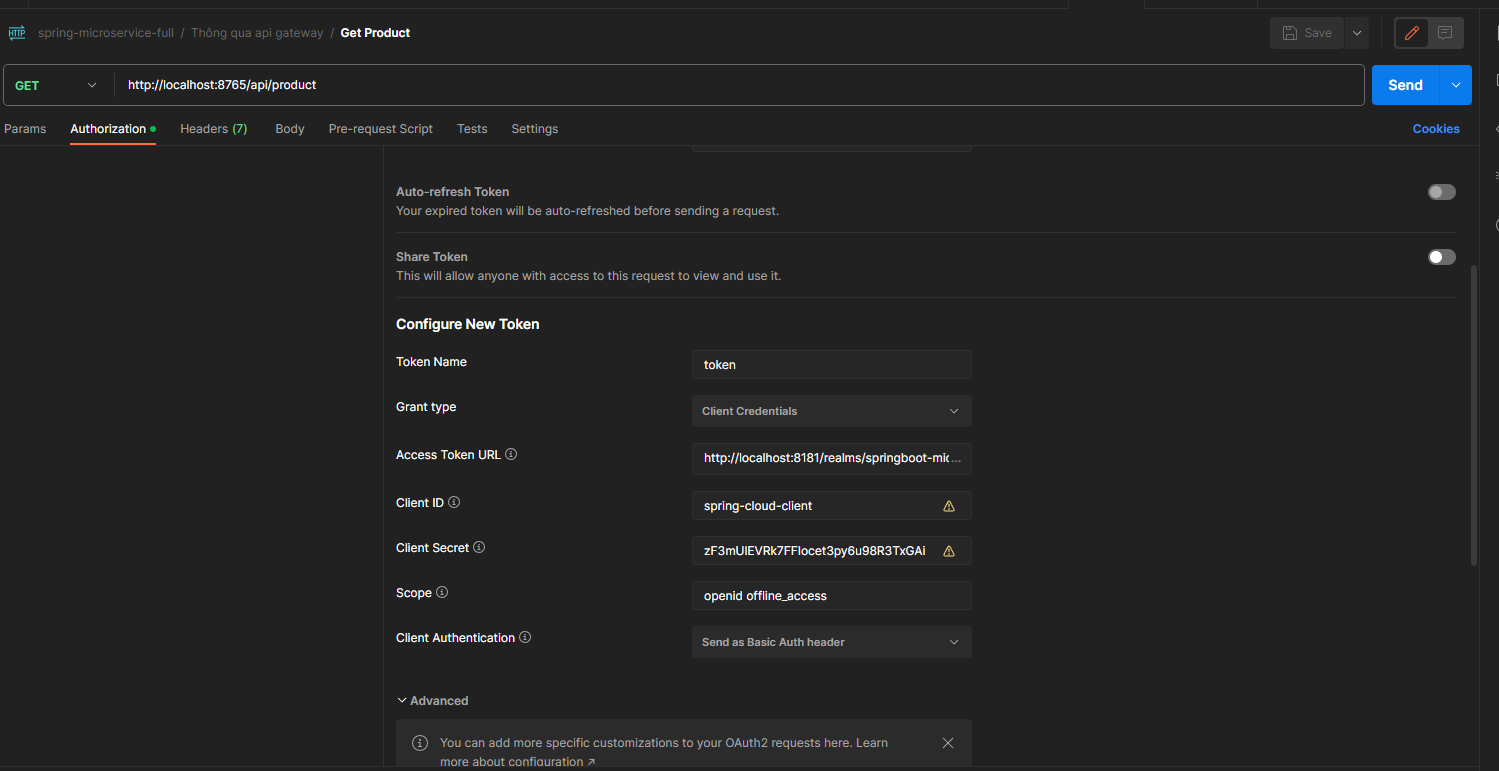 HTTP spring-microservice-full / Thông qua api gateway / Get Product
Save
GET http://localhost:8765/api/product
Send
Params Authorization Headers (7) Body Pre-request Script Tests Settings
Cookies
Auto-refresh Token
Your expired token will be auto-refreshed before sending a request.
Share Token
This will allow anyone with access to this request to view and use it.
Configure New Token
Token Name token
Grant type Client Credentials
Access Token URL http://localhost:8181/realms/springboot-mic...
Client ID spring-cloud-client
Client Secret zF3mUlEVRk7FFIocet3py6u98R3TxGAi
Scope openid offline_access
Client Authentication Send as Basic Auth header
Advanced
You can add more specific customizations to your OAuth2 requests here. Learn
more about configuration ↗